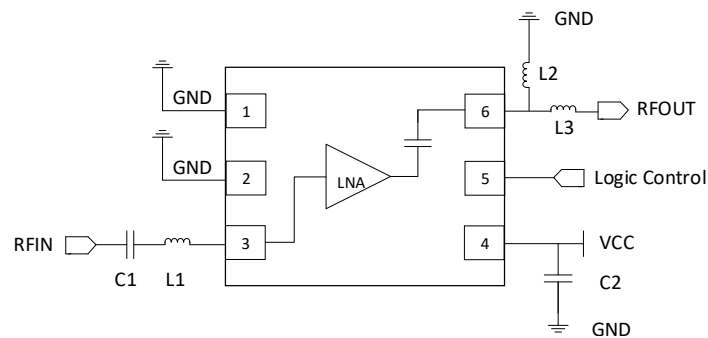 GND
L2
GND
1
6
RFOUT
L3
GND
2
LNA
5
Logic Control
RFIN
3
4
VCC
C1
L1
C2
GND